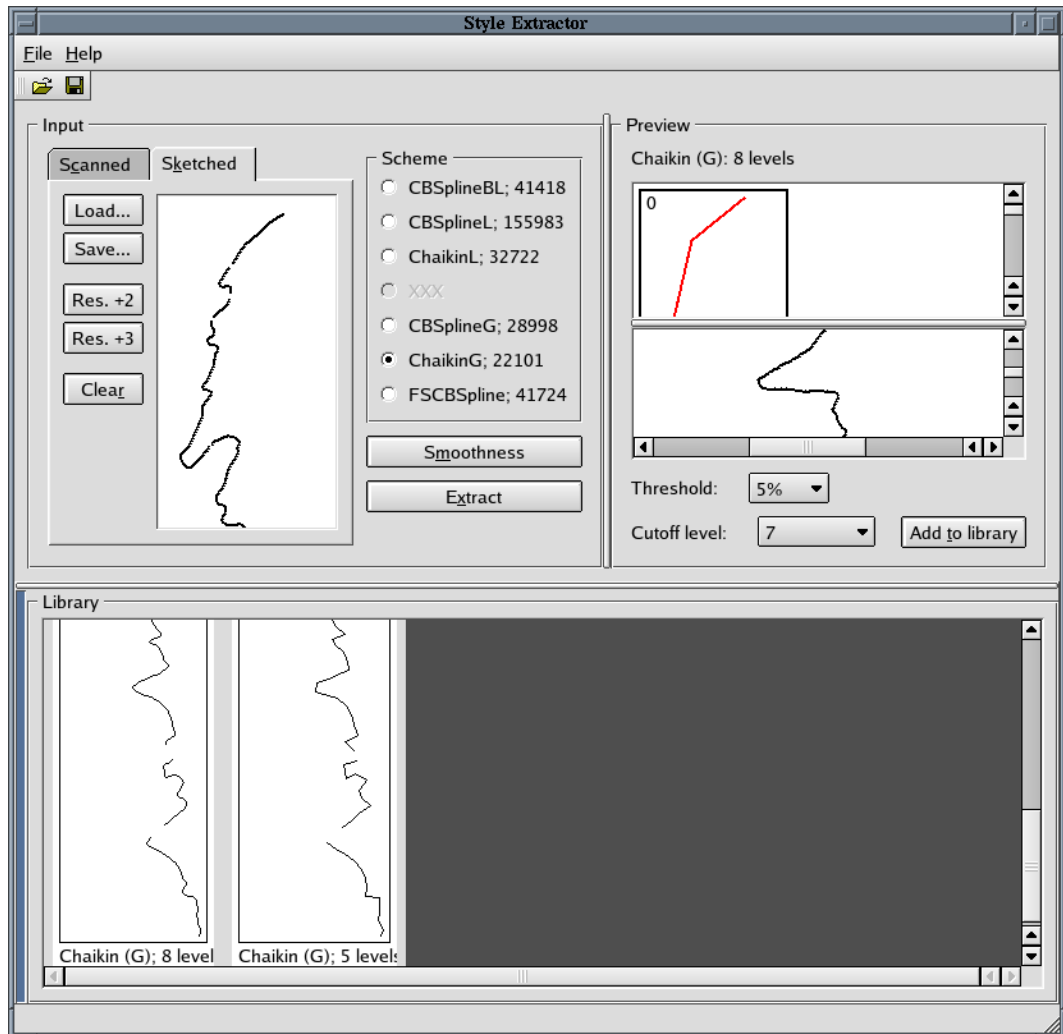 Style Extractor
File Help
Input
Scanned Sketched
Load...
Save...
Res. +2
Res. +3
Clear
Scheme
CBSplineBL; 41418
CBSplineL; 155983
ChaikinL; 32722
XXX
CBSplineG; 28998
ChaikinG; 22101
FSCBSpline; 41724
Smoothness
Extract
Preview
Chaikin (G): 8 levels
0
Threshold: 5%
Cutoff level: 7 Add to library
Library
Chaikin (G); 8 level Chaikin (G); 5 levels